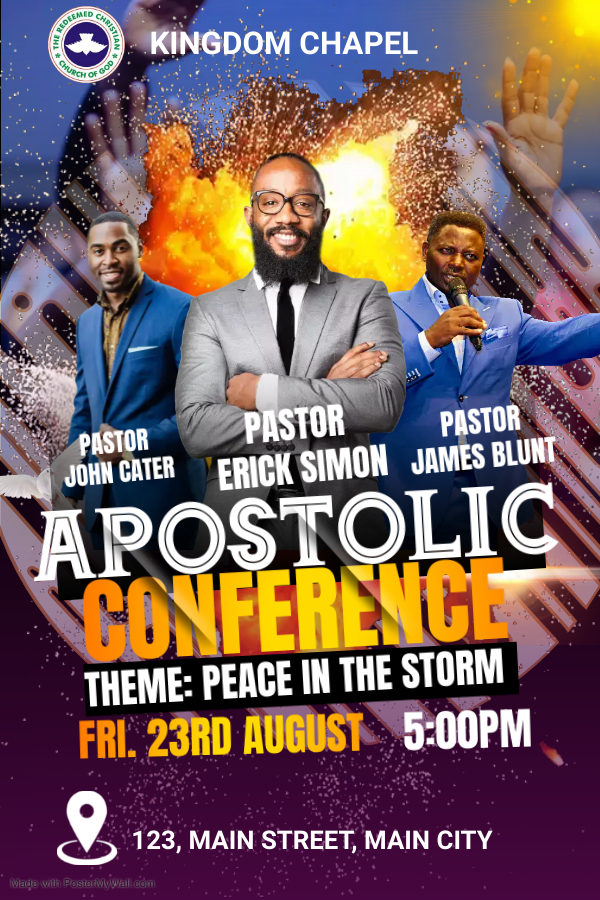 THE REDEEMED CHRISTIAN
CHURCH OF GOD
KINGDOM CHAPEL
PASTOR
JOHN CATER
PASTOR
ERICK SIMON
PASTOR
JAMES BLUNT
APOSTOLIC
CONFERENCE
THEME: PEACE IN THE STORM
FRI. 23RD AUGUST 5:00PM
123, MAIN STREET, MAIN CITY
Made with PosterMyWall.com